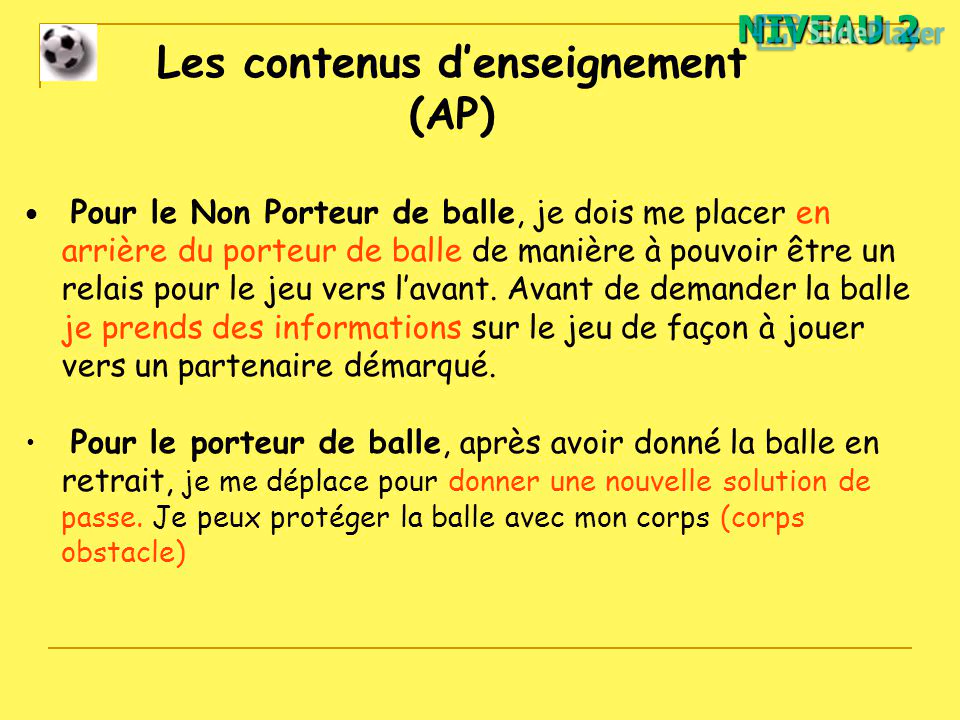 NIVEAU 2
SlidePlayer
Les contenus d’enseignement
(AP)
• Pour le Non Porteur de balle, je dois me placer en
arrière du porteur de balle de manière à pouvoir être un
relais pour le jeu vers l’avant. Avant de demander la balle
je prends des informations sur le jeu de façon à jouer
vers un partenaire démarqué.
• Pour le porteur de balle, après avoir donné la balle en
retrait, je me déplace pour donner une nouvelle solution de
passe. Je peux protéger la balle avec mon corps (corps
obstacle)